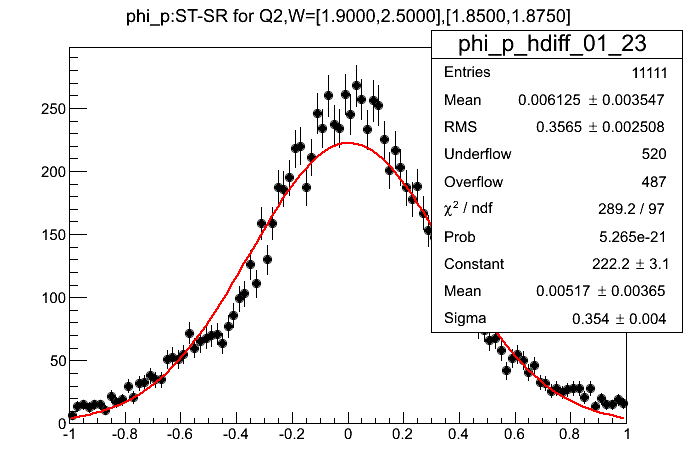 phi_p:ST-SR for Q2,W=[1.9000,2.5000],[1.8500,1.8750]
phi_p_hdiff_01_23
Entries 11111
Mean 0.006125 ± 0.003547
RMS 0.3565 ± 0.002508
Underflow 520
Overflow 487
χ² / ndf 289.2 / 97
Prob 5.265e-21
Constant 222.2 ± 3.1
Mean 0.00517 ± 0.00365
Sigma 0.354 ± 0.004
250
200
150
100
50
0
-1 -0.8 -0.6 -0.4 -0.2 0 0.2 0.4 0.6 0.8 1